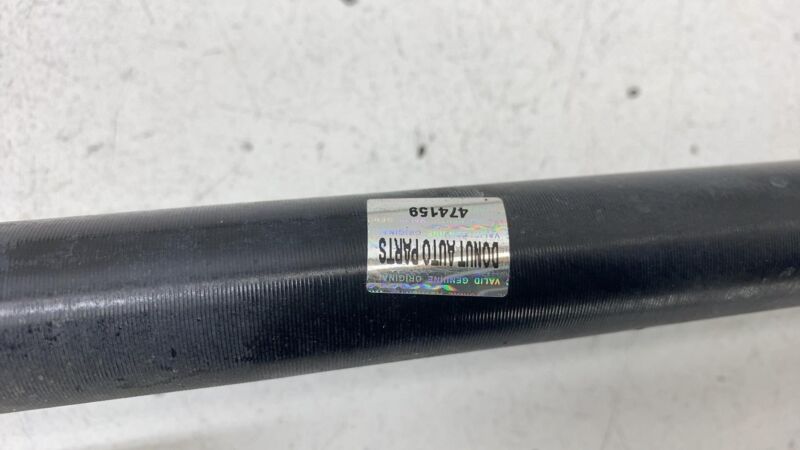 VALID GENUINE ORIGINAL
DONUT AUTO PARTS
474159